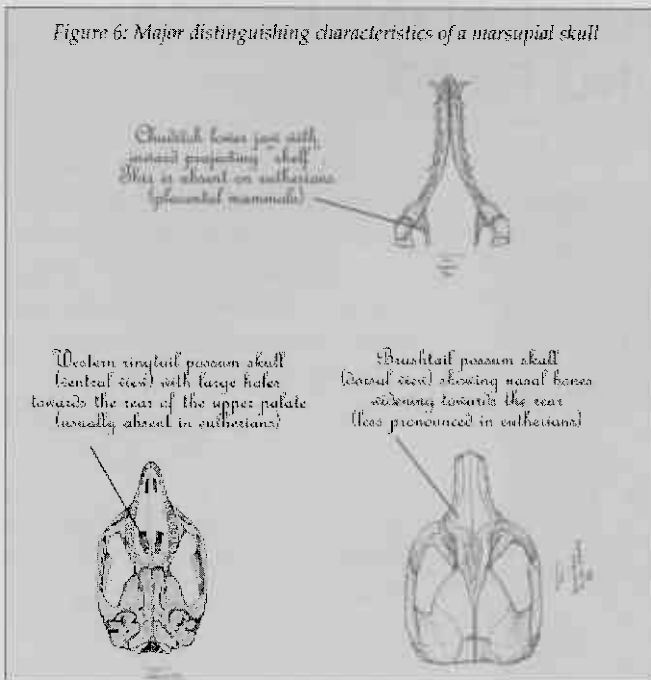 Figure 6: Major distinguishing characteristics of a marsupial skull
Chuditch lower jaw with
inward projecting "shelf"
This is absent on eutherians
(placental mammals)
Western ringtail possum skull
(ventral view) with large holes
towards the rear of the upper palate
(usually absent in eutherians)
Brushtail possum skull
(dorsal view) showing nasal bones
widening towards the rear
(less pronounced in eutherians)